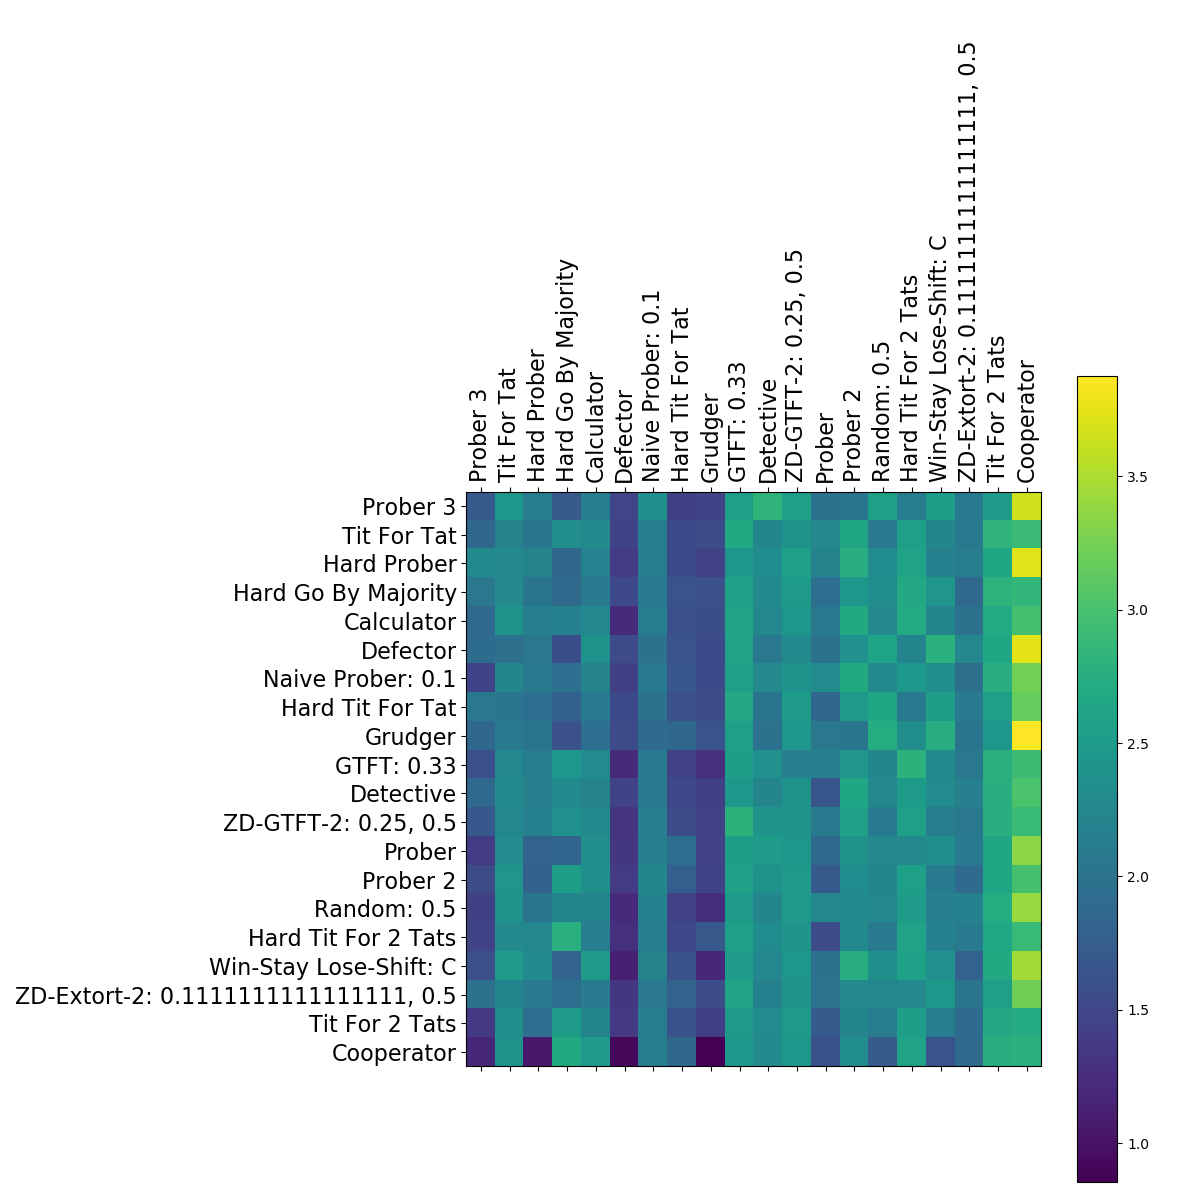 Prober 3
Tit For Tat
Hard Prober
Hard Go By Majority
Calculator
Defector
Naive Prober: 0.1
Hard Tit For Tat
Grudger
GTFT: 0.33
Detective
ZD-GTFT-2: 0.25, 0.5
Prober
Prober 2
Random: 0.5
Hard Tit For 2 Tats
Win-Stay Lose-Shift: C
ZD-Extort-2: 0.1111111111111111, 0.5
Tit For 2 Tats
Cooperator
Prober 3
Tit For Tat
Hard Prober
Hard Go By Majority
Calculator
Defector
Naive Prober: 0.1
Hard Tit For Tat
Grudger
GTFT: 0.33
Detective
ZD-GTFT-2: 0.25, 0.5
Prober
Prober 2
Random: 0.5
Hard Tit For 2 Tats
Win-Stay Lose-Shift: C
ZD-Extort-2: 0.1111111111111111, 0.5
Tit For 2 Tats
Cooperator
3.5
3.0
2.5
2.0
1.5
1.0